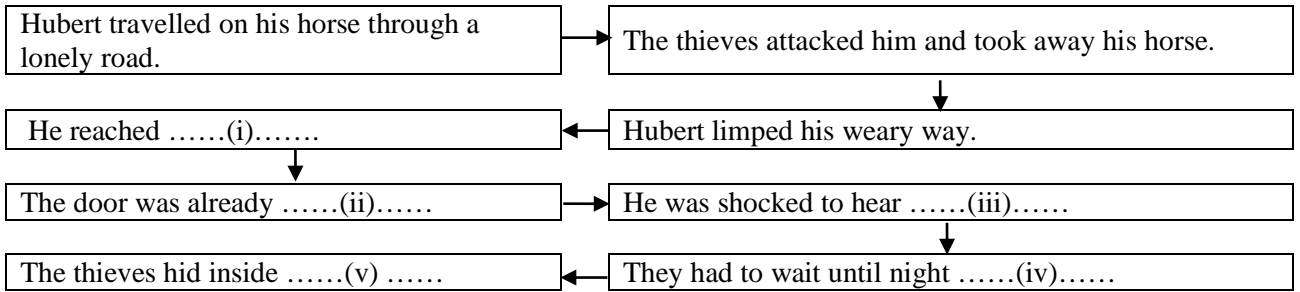 Hubert travelled on his horse through a
lonely road.
The thieves attacked him and took away his horse.
Hubert limped his weary way.
He reached ……(i)…….
The door was already ……(ii)……
He was shocked to hear ……(iii)……
They had to wait until night ……(iv)……
The thieves hid inside ……(v) ……